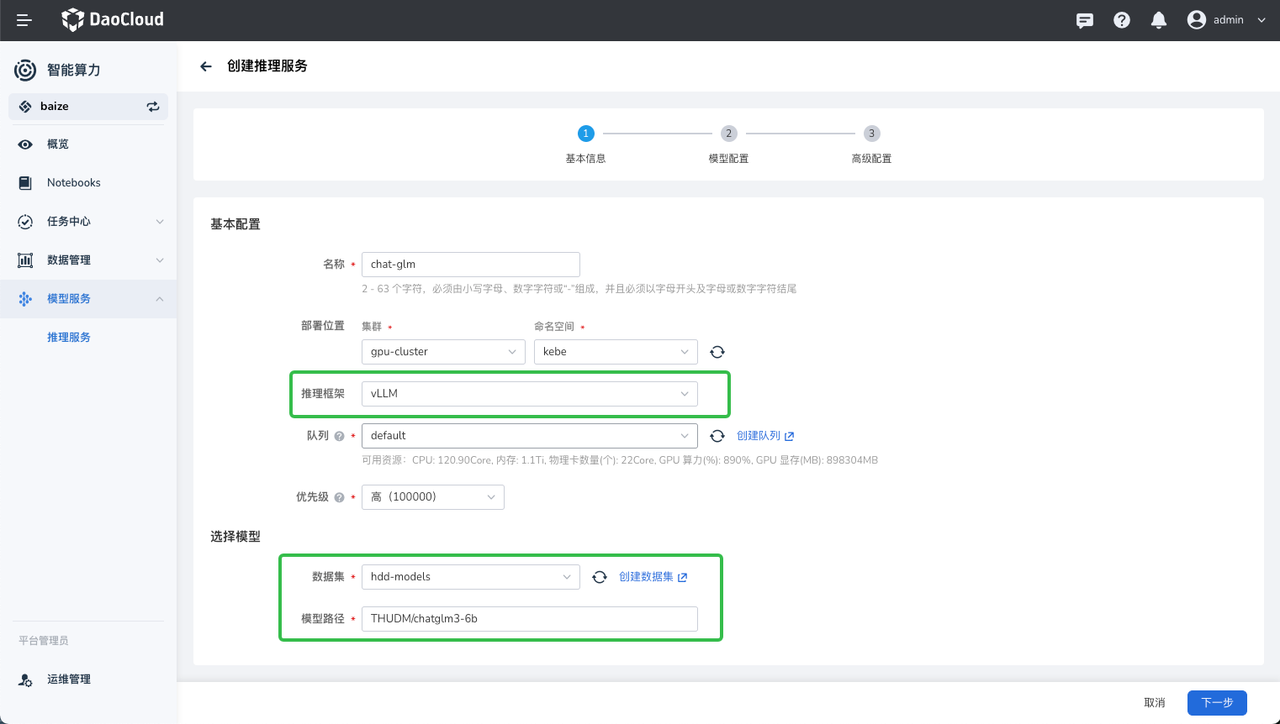 DaoCloud
admin
智能算力
baize
概览
Notebooks
任务中心
数据管理
模型服务
推理服务
平台管理员
运维管理
创建推理服务
1
2
3
基本信息
模型配置
高级配置
基本配置
名称 *
chat-glm
2 - 63 个字符，必须由小写字母、数字字符或“-”组成，并且必须以字母开头及字母或数字字符结尾
部署位置
集群 *
命名空间 *
gpu-cluster
kebe
推理框架
vLLM
队列 ? *
default
创建队列
可用资源：CPU: 120.90Core, 内存: 1.1Ti, 物理卡数量(个): 22Core, GPU 算力(%): 890%, GPU 显存(MB): 898304MB
优先级 ? *
高（100000）
选择模型
数据集 *
hdd-models
创建数据集
模型路径 *
THUDM/chatglm3-6b
取消
下一步